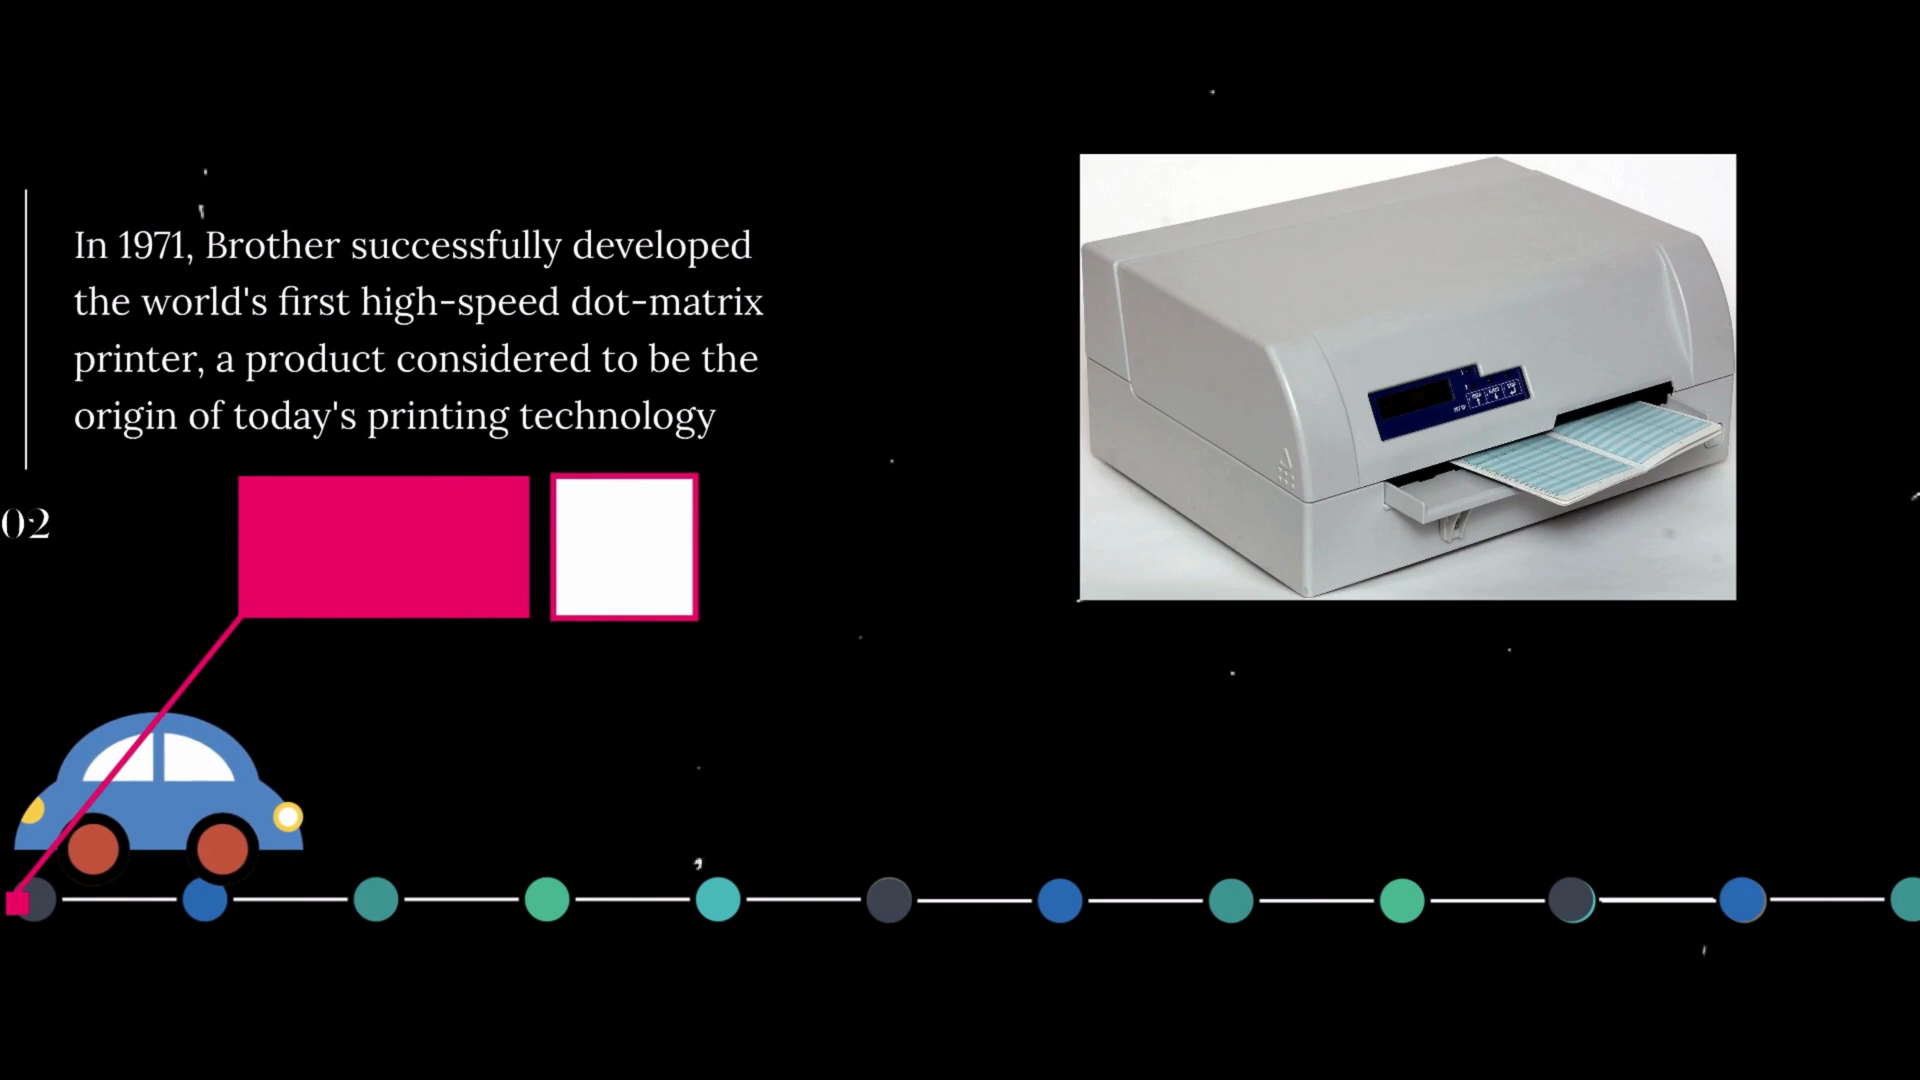 In 1971, Brother successfully developed
the world's first high-speed dot-matrix
printer, a product considered to be the
origin of today's printing technology
02